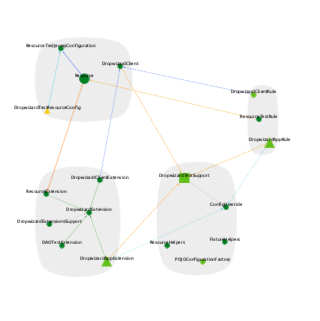 ResourceTestJerseyConfiguration
DropwizardClient
Resource
DropwizardClientRule
DropwizardTestResourceConfig
ResourceTestRule
DropwizardAppRule
DropwizardClientExtension
DropwizardTestSupport
ResourceExtension
ConfigOverride
DropwizardExtension
DropwizardExtensionsSupport
DAOTestExtension
ResourceHelpers
FixtureHelpers
DropwizardAppExtension
POJOConfigurationFactory